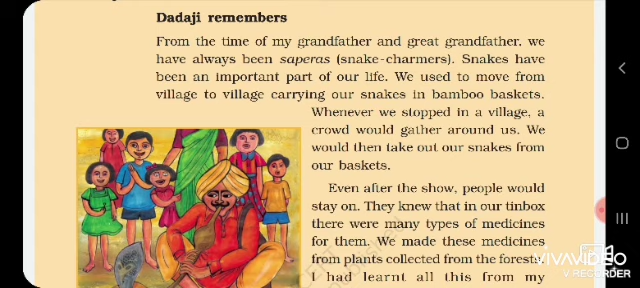 Dadaji remembers
From the time of my grandfather and great grandfather, we
have always been saperas (snake-charmers). Snakes have
been an important part of our life. We used to move from
village to village carrying our snakes in bamboo baskets.
Whenever we stopped in a village, a
crowd would gather around us. We
would then take out our snakes from
our baskets.
Even after the show, people would
stay on. They knew that in our tinbox
there were many types of medicines
for them. We made these medicines
from plants collected from the forests.
I had learnt all this from my
VIVAVIDEO
V.RECORDER